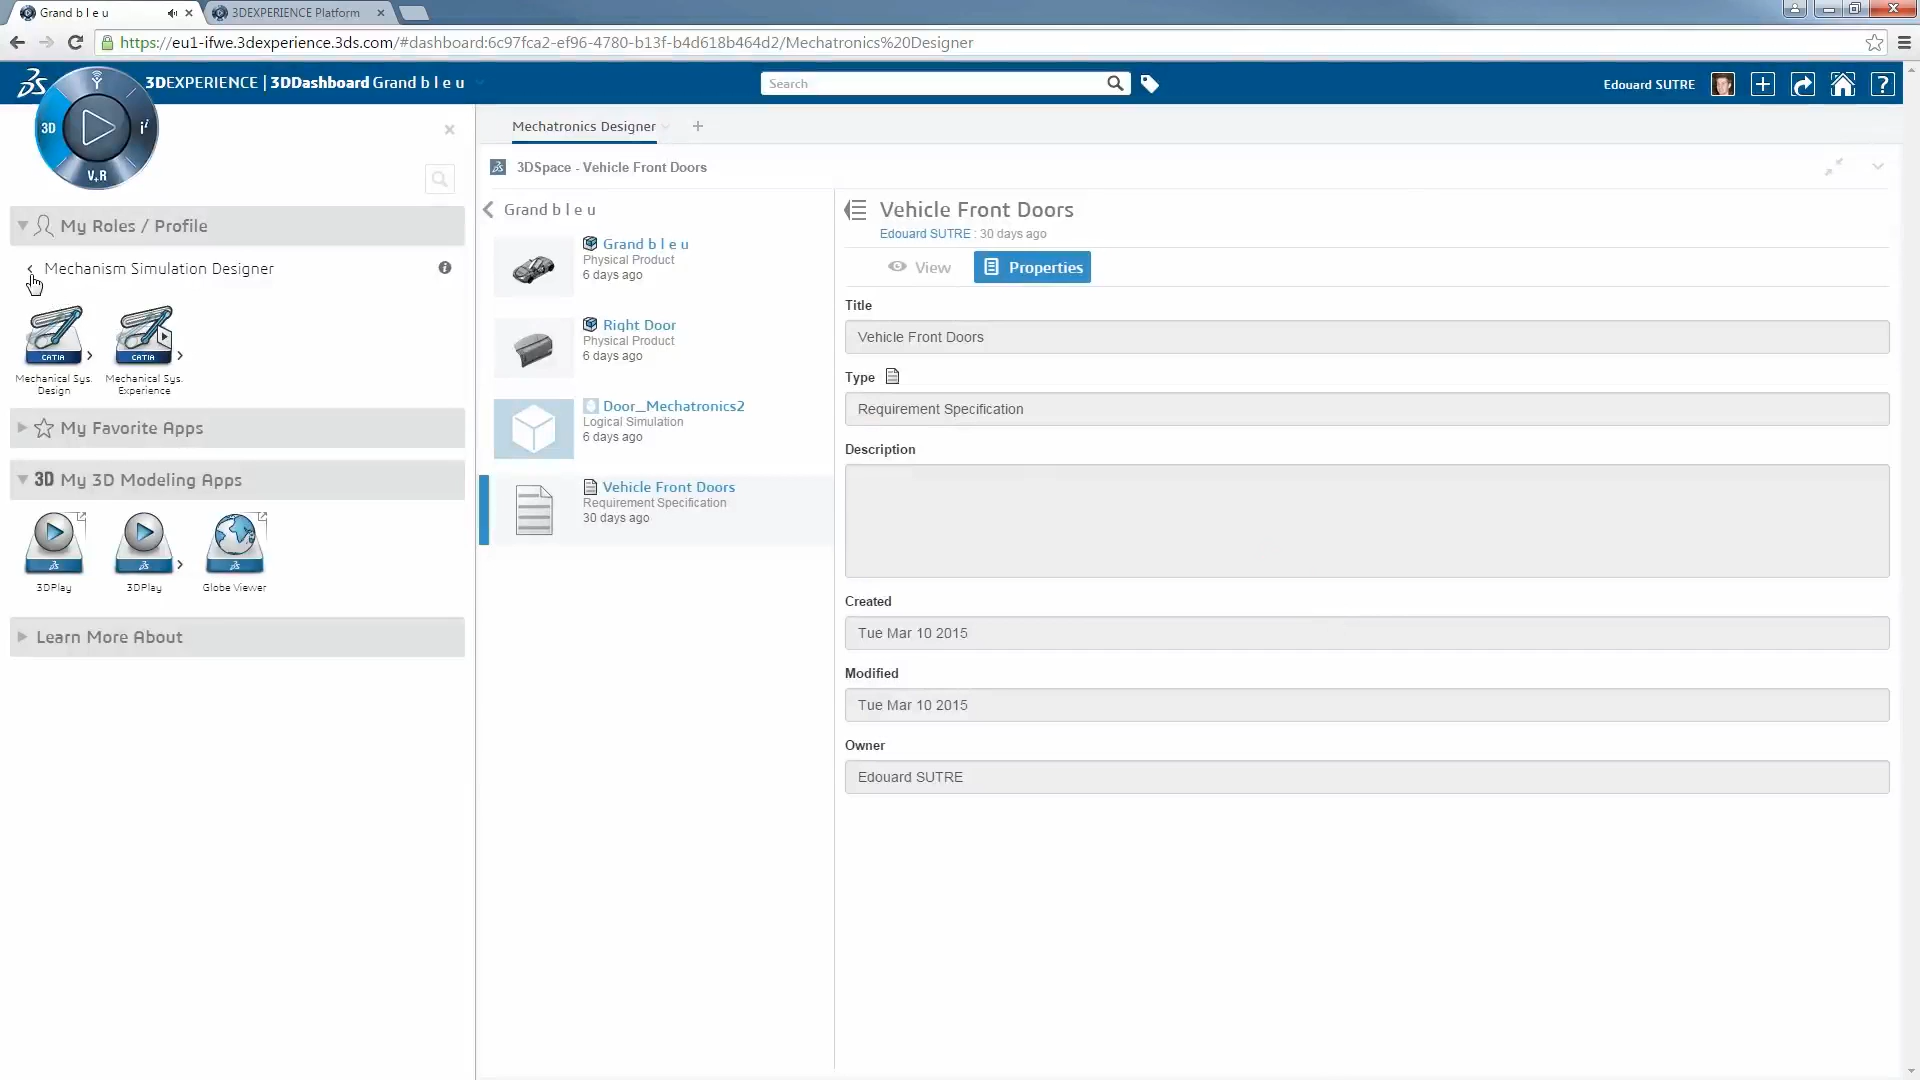 Grand b l e u
3DEXPERIENCE Platform
https://eu1-ifwe.3dexperience.3ds.com/#dashboard:6c97fca2-ef96-4780-b13f-b4d618b464d2/Mechatronics%20Designer
3DEXPERIENCE | 3DDashboard Grand b l e u
Search
Edouard SUTRE
?
3D
i
V+R
My Roles / Profile
Mechanism Simulation Designer
CATIA
CATIA
Mechanical Sys. Design
Mechanical Sys. Experience
My Favorite Apps
3D My 3D Modeling Apps
3DPlay
3DPlay
Globe Viewer
Learn More About
Mechatronics Designer
3DSpace - Vehicle Front Doors
Grand b l e u
Grand b l e u
Physical Product
6 days ago
Right Door
Physical Product
6 days ago
Door_Mechatronics2
Logical Simulation
6 days ago
Vehicle Front Doors
Requirement Specification
30 days ago
Vehicle Front Doors
Edouard SUTRE : 30 days ago
View
Properties
Title
Vehicle Front Doors
Type
Requirement Specification
Description
Created
Tue Mar 10 2015
Modified
Tue Mar 10 2015
Owner
Edouard SUTRE